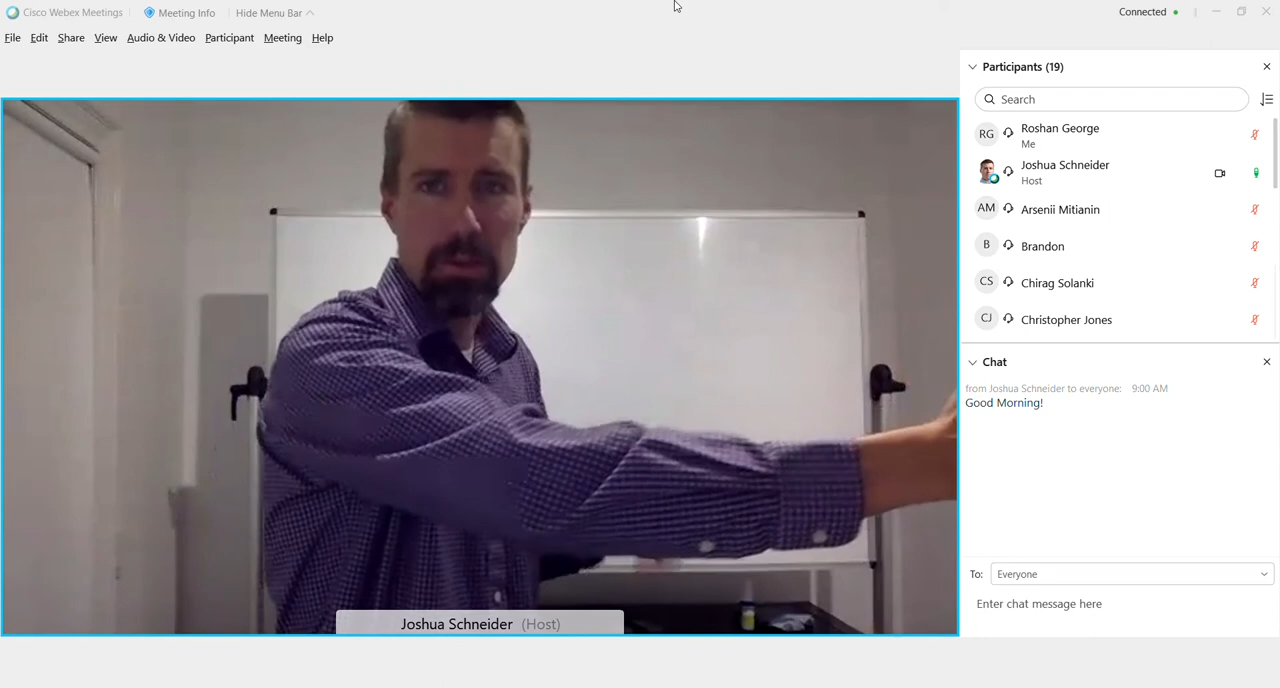 Cisco Webex Meetings
Meeting Info
Hide Menu Bar
Connected
File Edit Share View Audio & Video Participant Meeting Help
Participants (19)
Search
RG
Roshan George
Me
Joshua Schneider
Host
AM
Arsenii Mitianin
B
Brandon
CS
Chirag Solanki
CJ
Christopher Jones
Chat
from Joshua Schneider to everyone: 9:00 AM
Good Morning!
To: Everyone
Enter chat message here
Joshua Schneider (Host)